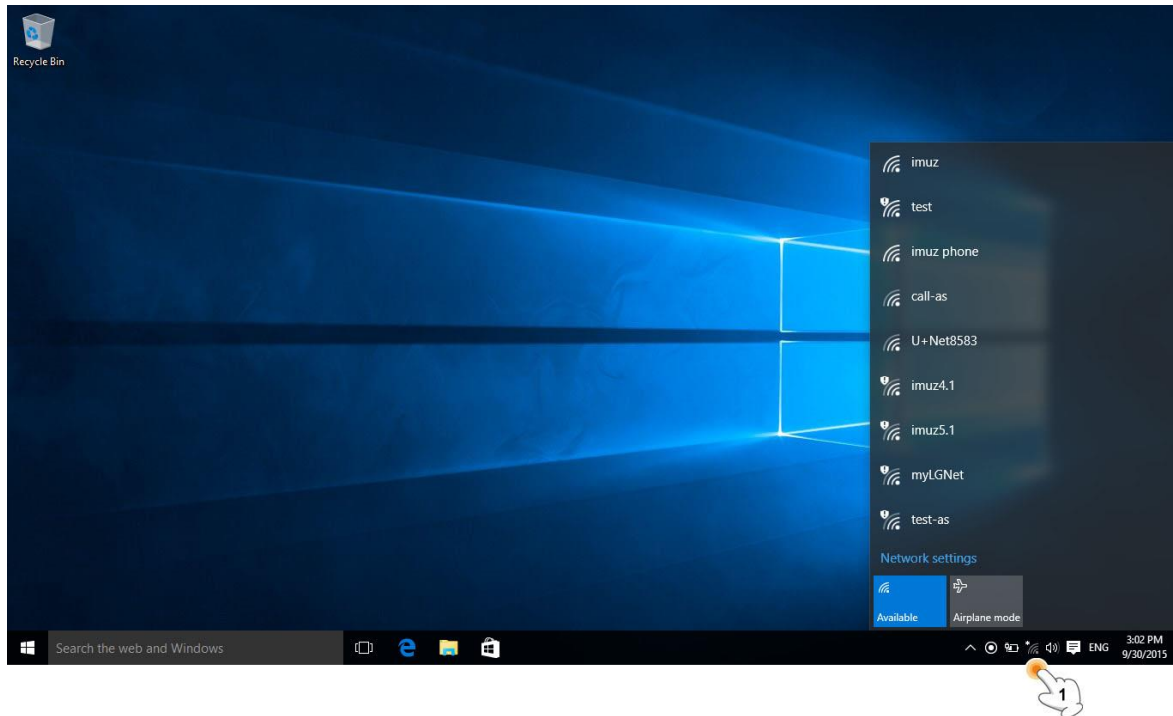 Recycle Bin
imuz
test
imuz phone
call-as
U+Net8583
imuz4.1
imuz5.1
myLGNet
test-as
Network settings
Available
Airplane mode
Search the web and Windows
ENG
3:02 PM
9/30/2015
1